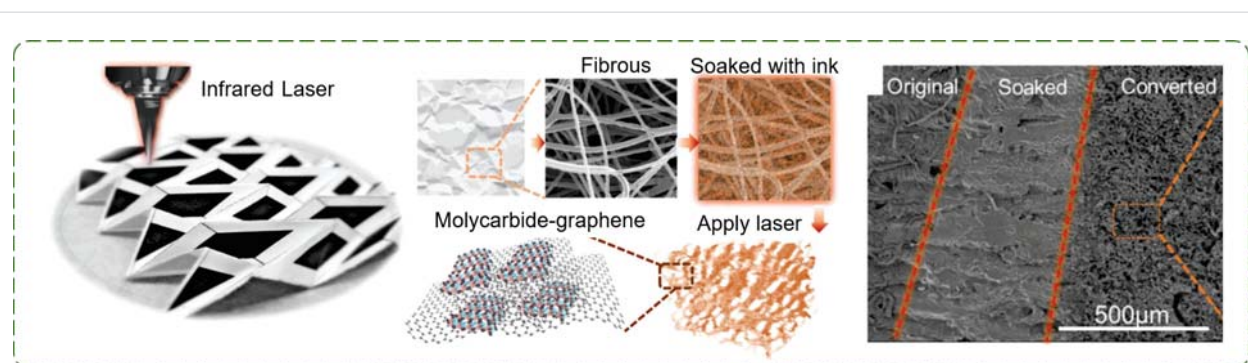 Infrared Laser
Fibrous
Soaked with ink
Molycarbide-graphene
Apply laser
Original
Soaked
Converted
500μm